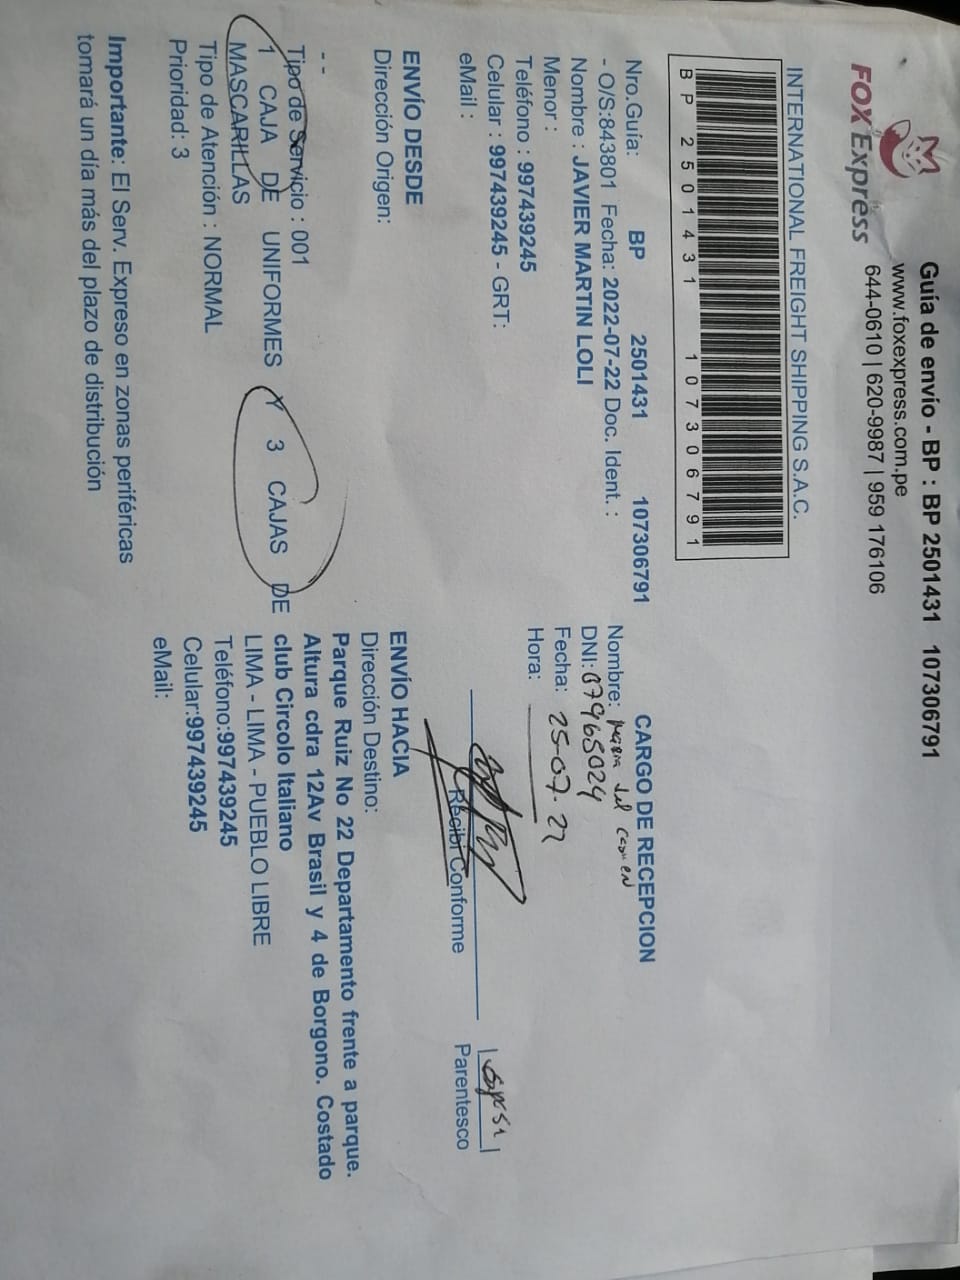 Guía de envío - BP : BP 2501431 107306791
FOX Express
www.foxexpress.com.pe
644-0610 | 620-9987 | 959 176106
INTERNATIONAL FREIGHT SHIPPING S.A.C.
BP 2501431 107306791
Nro.Guía: BP 2501431 107306791
- O/S:843801 Fecha: 2022-07-22 Doc. Ident. :
Nombre : JAVIER MARTIN LOLI
Menor :
Teléfono : 997439245
Celular : 997439245 - GRT:
eMail :
CARGO DE RECEPCION
Nombre: Maria del Carmen
DNI: 07965024
Fecha: 25-07-22
Hora:
Recibi Conforme
Parentesco
ENVÍO DESDE
Dirección Origen:
- -
Tipo de Servicio : 001
1 CAJA DE UNIFORMES Y 3 CAJAS DE
MASCARILLAS
Tipo de Atención : NORMAL
Prioridad: 3
ENVÍO HACIA
Dirección Destino:
Parque Ruiz No 22 Departamento frente a parque.
Altura cdra 12Av Brasil y 4 de Borgono. Costado
club Circolo Italiano
LIMA - LIMA - PUEBLO LIBRE
Teléfono:997439245
Celular:997439245
eMail:
Importante: El Serv. Expreso en zonas periféricas
tomará un día más del plazo de distribución